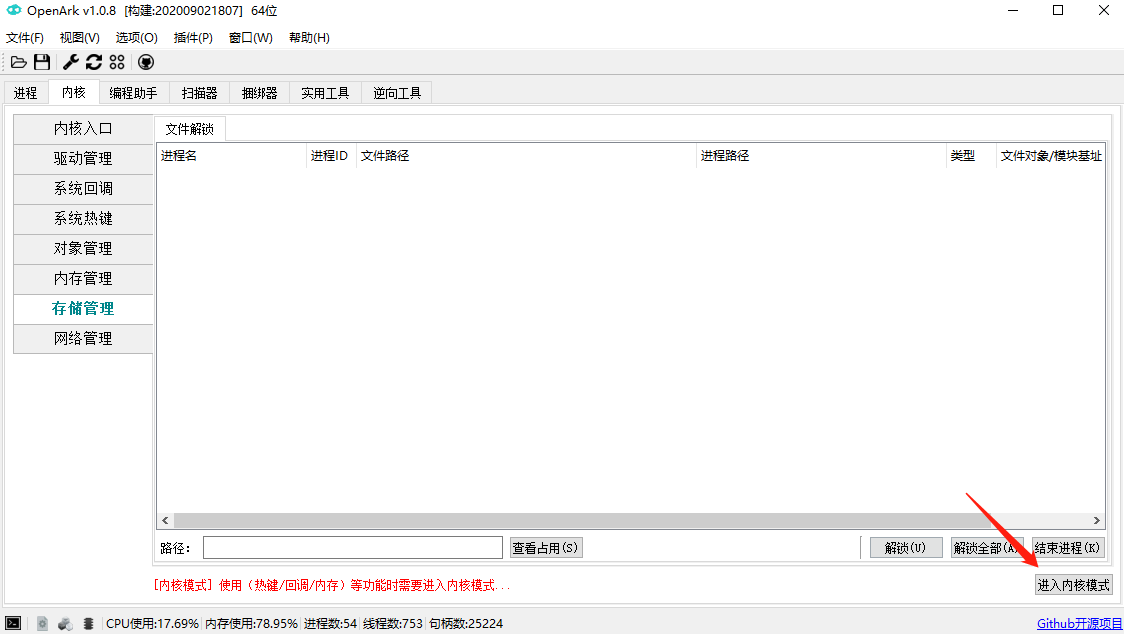 OpenArk v1.0.8 [构建:202009021807] 64位
文件(F) 视图(V) 选项(O) 插件(P) 窗口(W) 帮助(H)
进程 内核 编程助手 扫描器 捆绑器 实用工具 逆向工具
内核入口
驱动管理
系统回调
系统热键
对象管理
内存管理
存储管理
网络管理
文件解锁
进程名 进程ID 文件路径 进程路径 类型 文件对象/模块基址
路径: 查看占用(S) 解锁(U) 解锁全部(A) 结束进程(K)
[内核模式] 使用（热键/回调/内存）等功能时需要进入内核模式... 进入内核模式
CPU使用:17.69% 内存使用:78.95% 进程数:54 线程数:753 句柄数:25224 Github开源项目